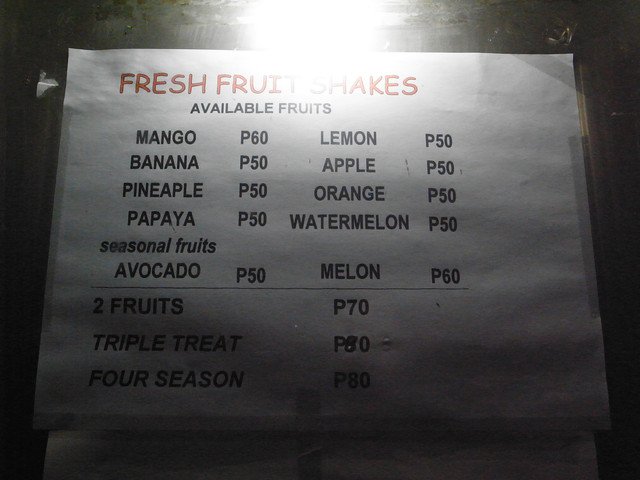 FRESH FRUIT SHAKES
AVAILABLE FRUITS
MANGO P60 LEMON P50
BANANA P50 APPLE P50
PINEAPLE P50 ORANGE P50
PAPAYA P50 WATERMELON P50
seasonal fruits
AVOCADO P50 MELON P60
2 FRUITS P70
TRIPLE TREAT
FOUR SEASON P80